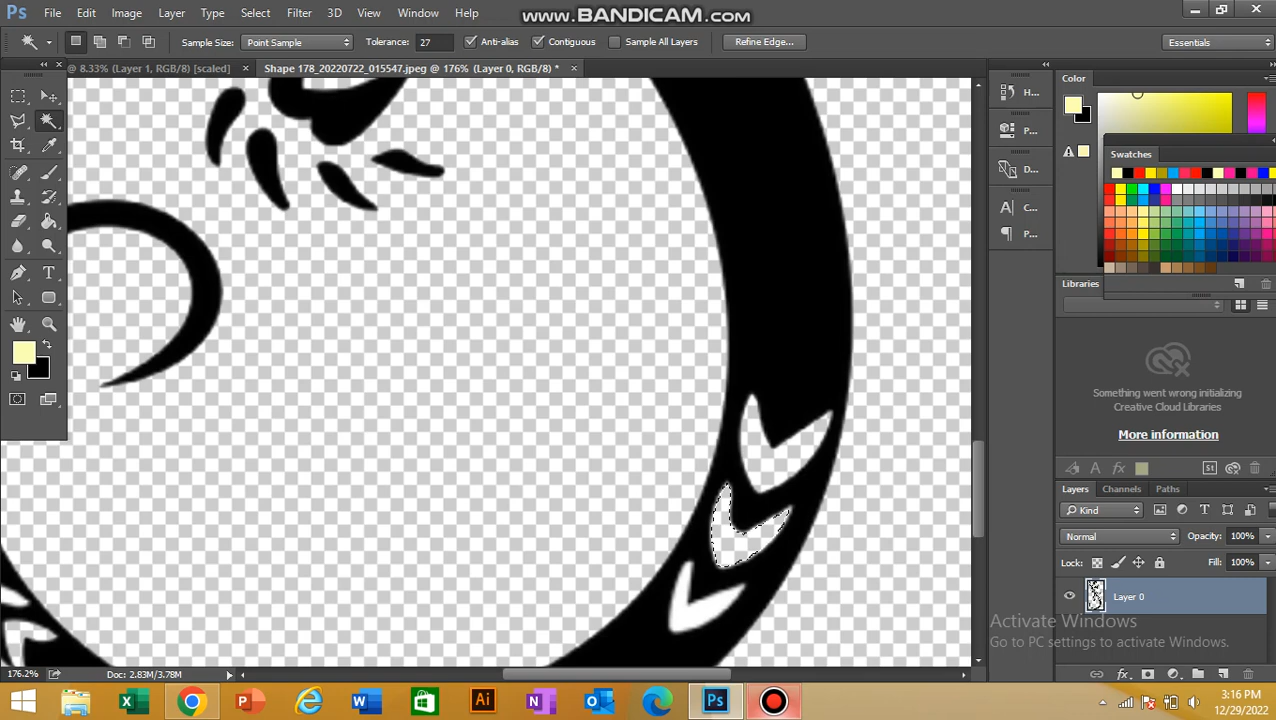 Ps File Edit Image Layer Type Select Filter 3D View Window Help
www.BANDICAM.com
Sample Size: Point Sample Tolerance: 27 Anti-alias Contiguous Sample All Layers Refine Edge... Essentials
@ 8.33% (Layer 1, RGB/8) [scaled] × Shape 178_20220722_015547.jpeg @ 176% (Layer 0, RGB/8) * ×
H...
P...
D...
C...
P...
Color
Swatches
Libraries
Something went wrong initializing
Creative Cloud Libraries
More information
Layers Channels Paths
Kind
Normal Opacity: 100%
Lock: Fill: 100%
Layer 0
Activate Windows
Go to PC settings to activate Windows.
176.2% Doc: 2.83M/3.78M
3:16 PM
12/29/2022